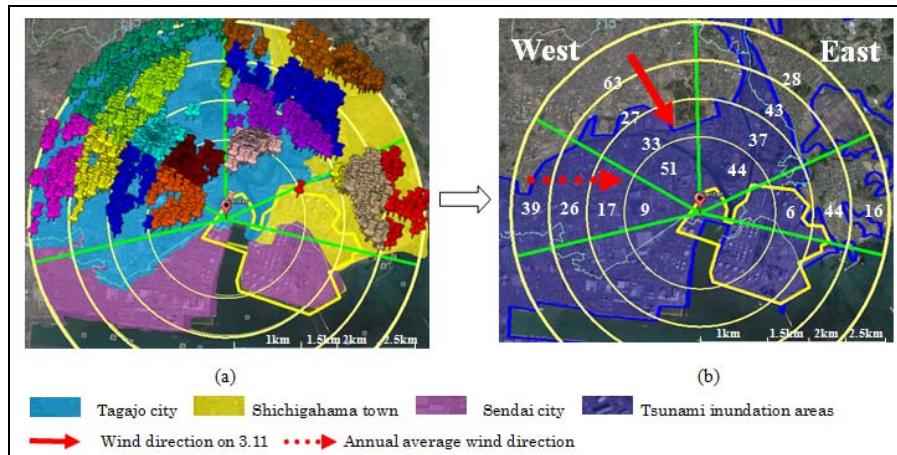 West East
28
63
43
27
37
33
51
44
39 26 17 9 6 44 16
1km 1.5km 2km 2.5km
1km 1.5km 2km 2.5km
(a) (b)
Tagajo city Shichigahama town Sendai city Tsunami inundation areas
Wind direction on 3.11 Annual average wind direction